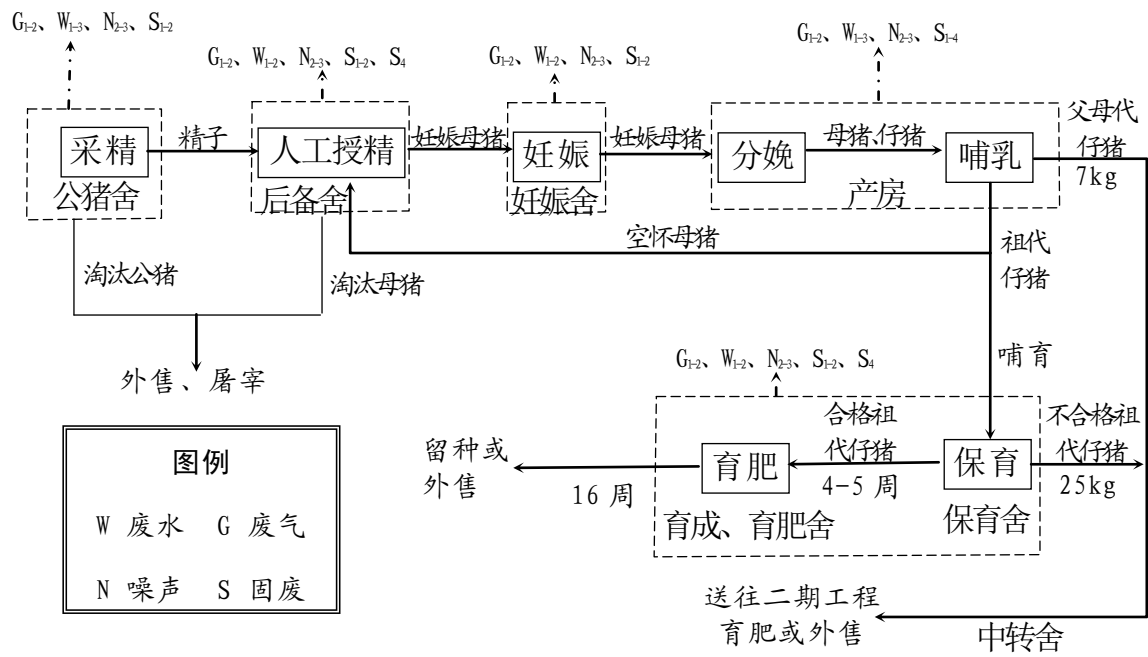 G₁₋₂、W₁₋₃、N₂₋₃、S₁₋₂
G₁₋₂、W₁₋₂、N₂₋₃、S₁₋₂、S₄
G₁₋₂、W₁₋₂、N₂₋₃、S₁₋₂
G₁₋₂、W₁₋₃、N₂₋₃、S₁₋₄
采精
公猪舍
精子
人工授精
后备舍
妊娠母猪
妊娠
妊娠舍
妊娠母猪
分娩
母猪、仔猪
哺乳
产房
父母代
仔猪
7kg
空怀母猪
祖代
仔猪
淘汰公猪
淘汰母猪
外售、屠宰
哺育
G₁₋₂、W₁₋₂、N₂₋₃、S₁₋₂、S₄
留种或
外售
16 周
育肥
合格祖
代仔猪
4-5 周
保育
不合格祖
代仔猪
25kg
育成、育肥舍
保育舍
送往二期工程
育肥或外售
中转舍
图例
W 废水 G 废气
N 噪声 S 固废